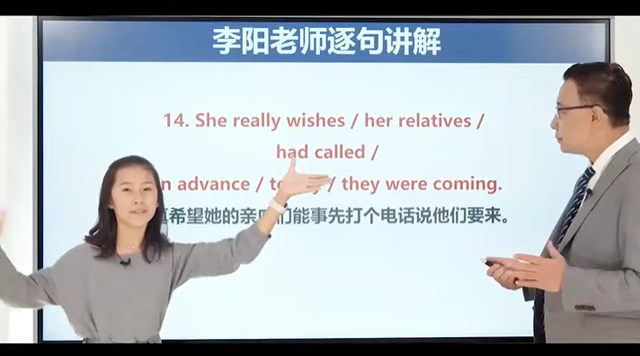 李阳老师逐句讲解
14. She really wishes / her relatives /
had called /
advance / / they were coming.
希望她的亲 们能事先打个电话说他们要来。